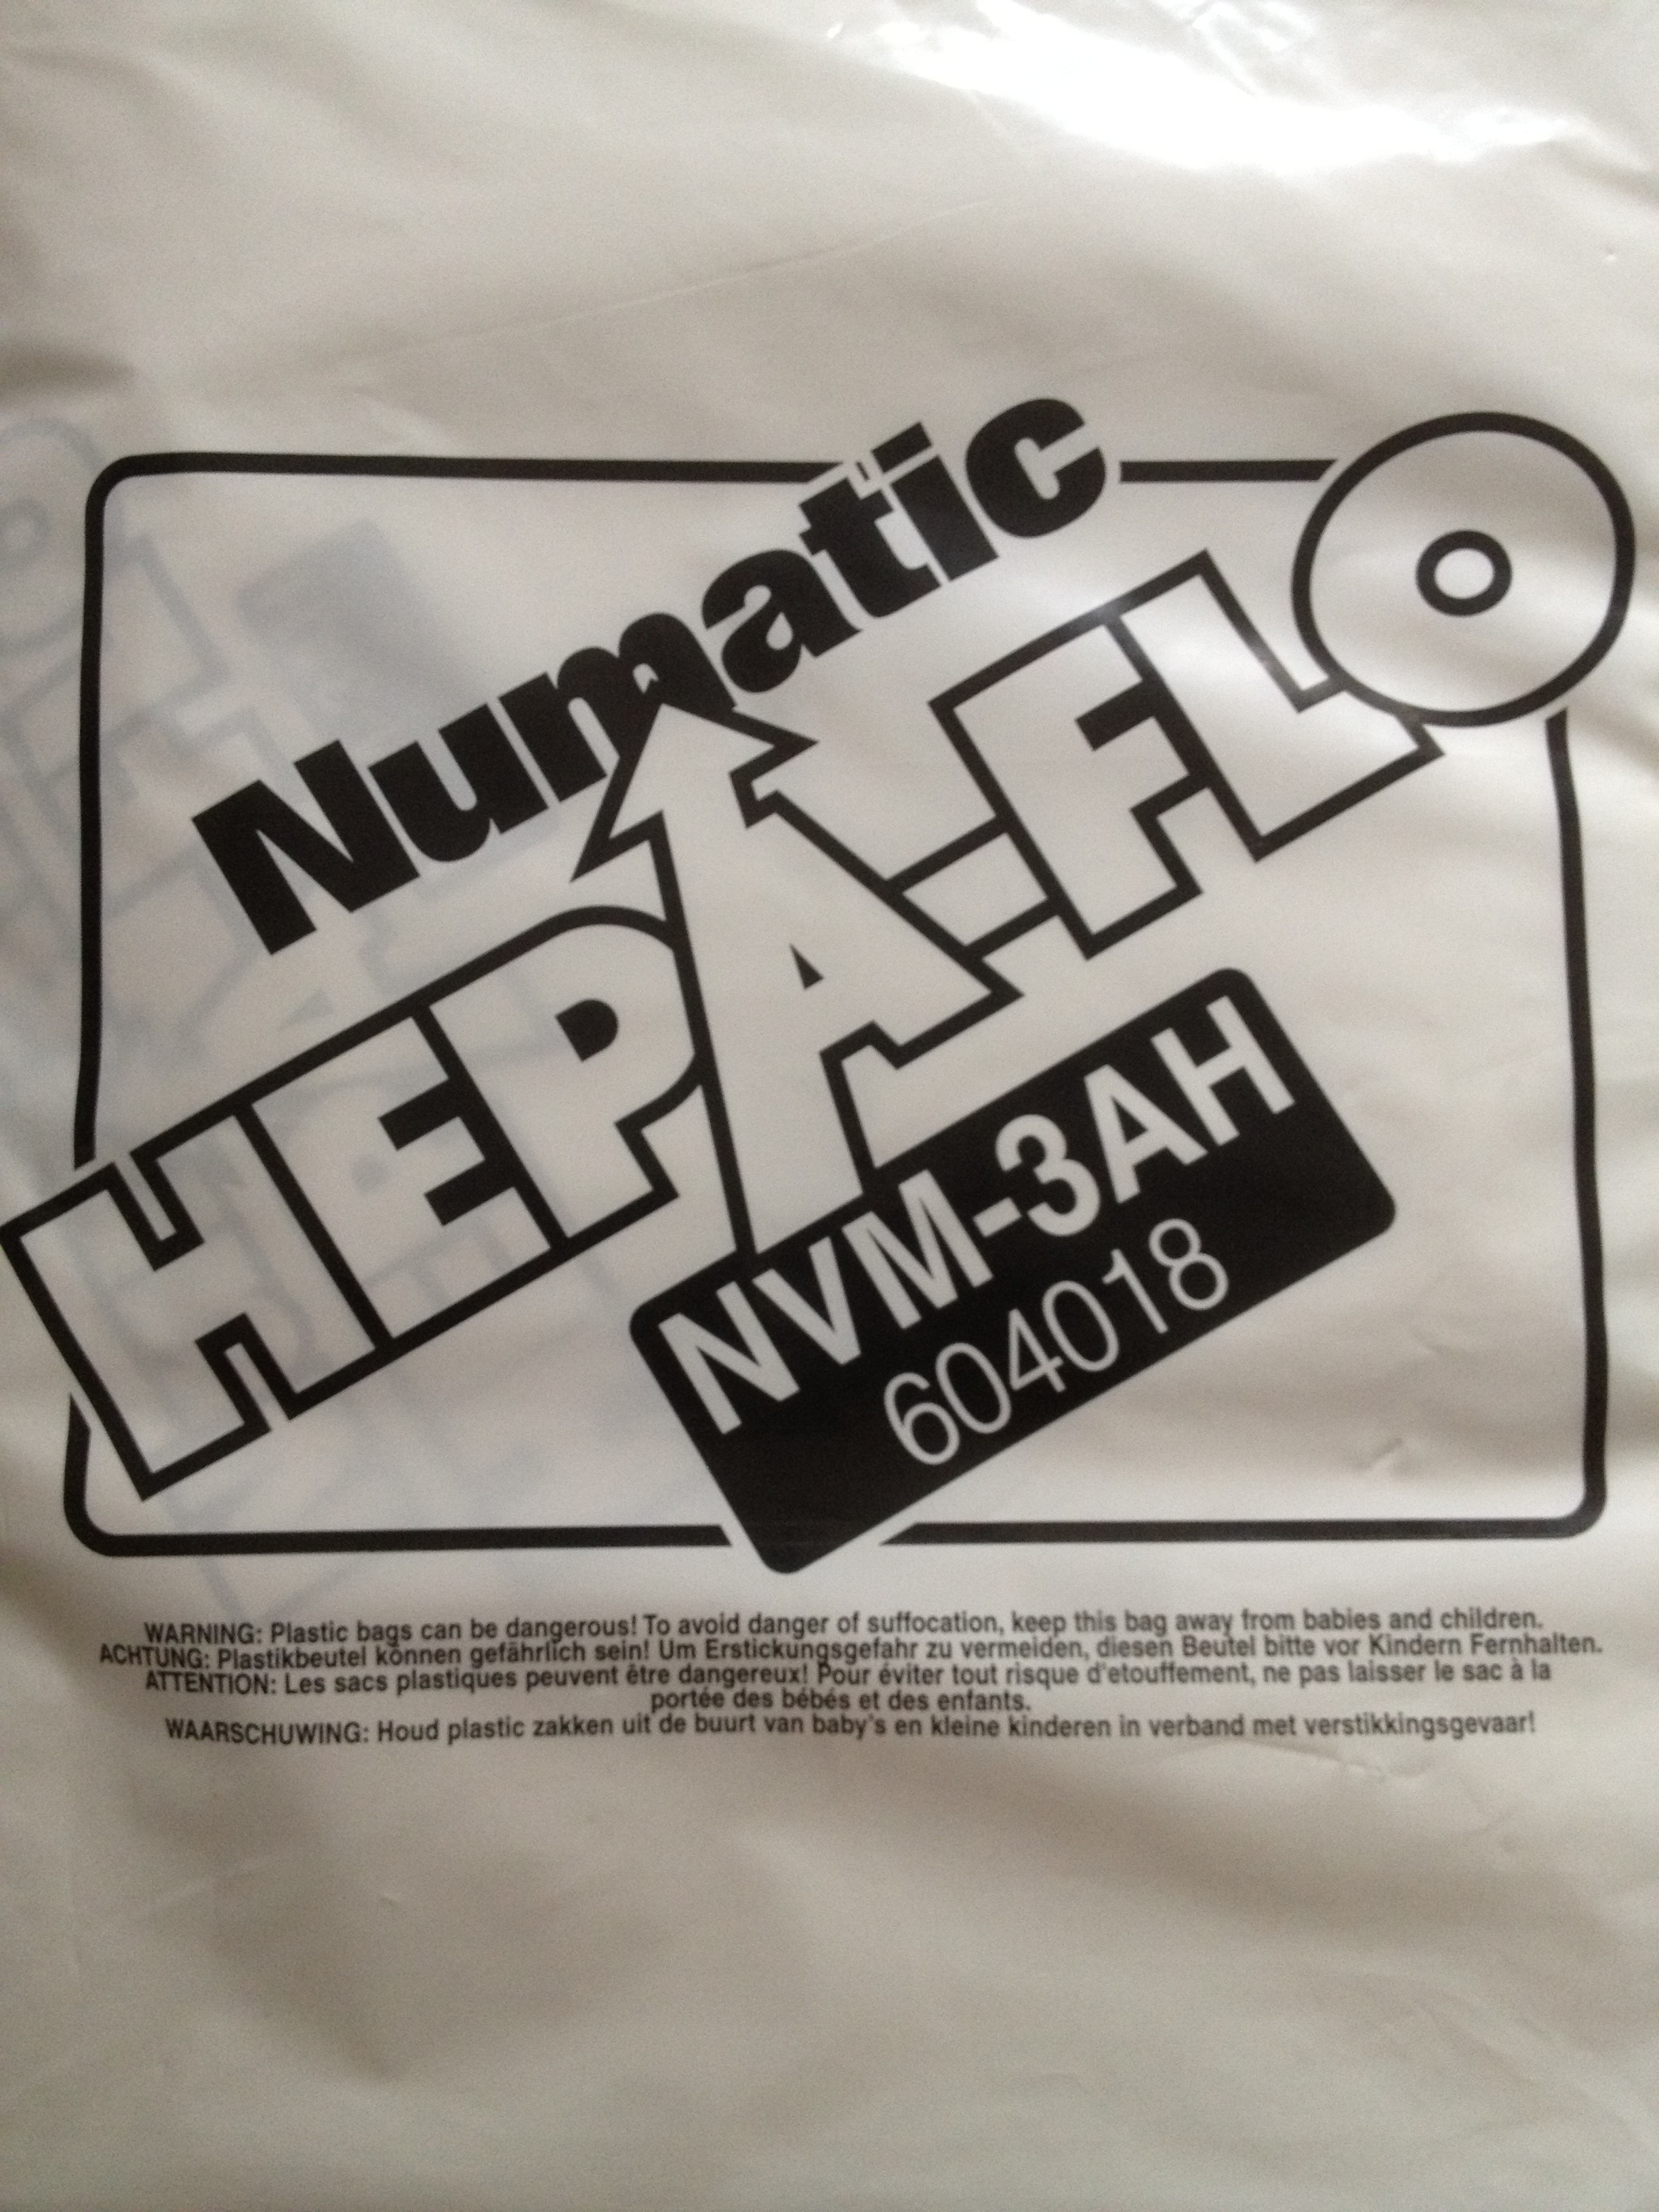 Numatic
HEPA-FLO
NVM-3AH
604018
WARNING: Plastic bags can be dangerous! To avoid danger of suffocation, keep this bag away from babies and children.
ACHTUNG: Plastikbeutel können gefährlich sein! Um Erstickungsgefahr zu vermeiden, diesen Beutel bitte vor Kindern Fernhalten.
ATTENTION: Les sacs plastiques peuvent être dangereux! Pour éviter tout risque d'etouffement, ne pas laisser le sac à la
portée des bébés et des enfants.
WAARSCHUWING: Houd plastic zakken uit de buurt van baby's en kleine kinderen in verband met verstikkingsgevaar!